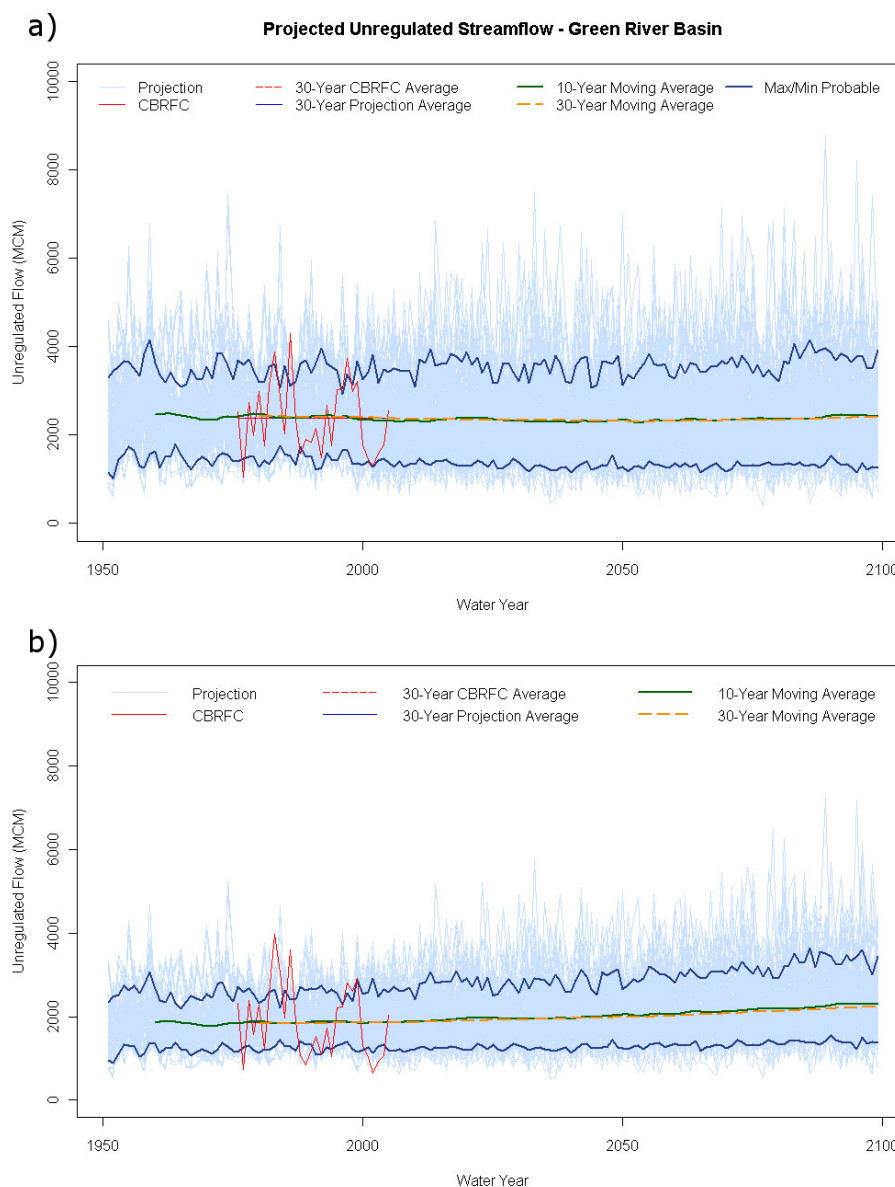 a)
Projected Unregulated Streamflow - Green River Basin
Projection 30-Year CBRFC Average 10-Year Moving Average Max/Min Probable
CBRFC 30-Year Projection Average 30-Year Moving Average
Unregulated Flow (MCM)
10000
8000
6000
4000
2000
0
1950 2000 2050 2100
Water Year
b)
Projection 30-Year CBRFC Average 10-Year Moving Average
CBRFC 30-Year Projection Average 30-Year Moving Average
Unregulated Flow (MCM)
10000
8000
6000
4000
2000
0
1950 2000 2050 2100
Water Year